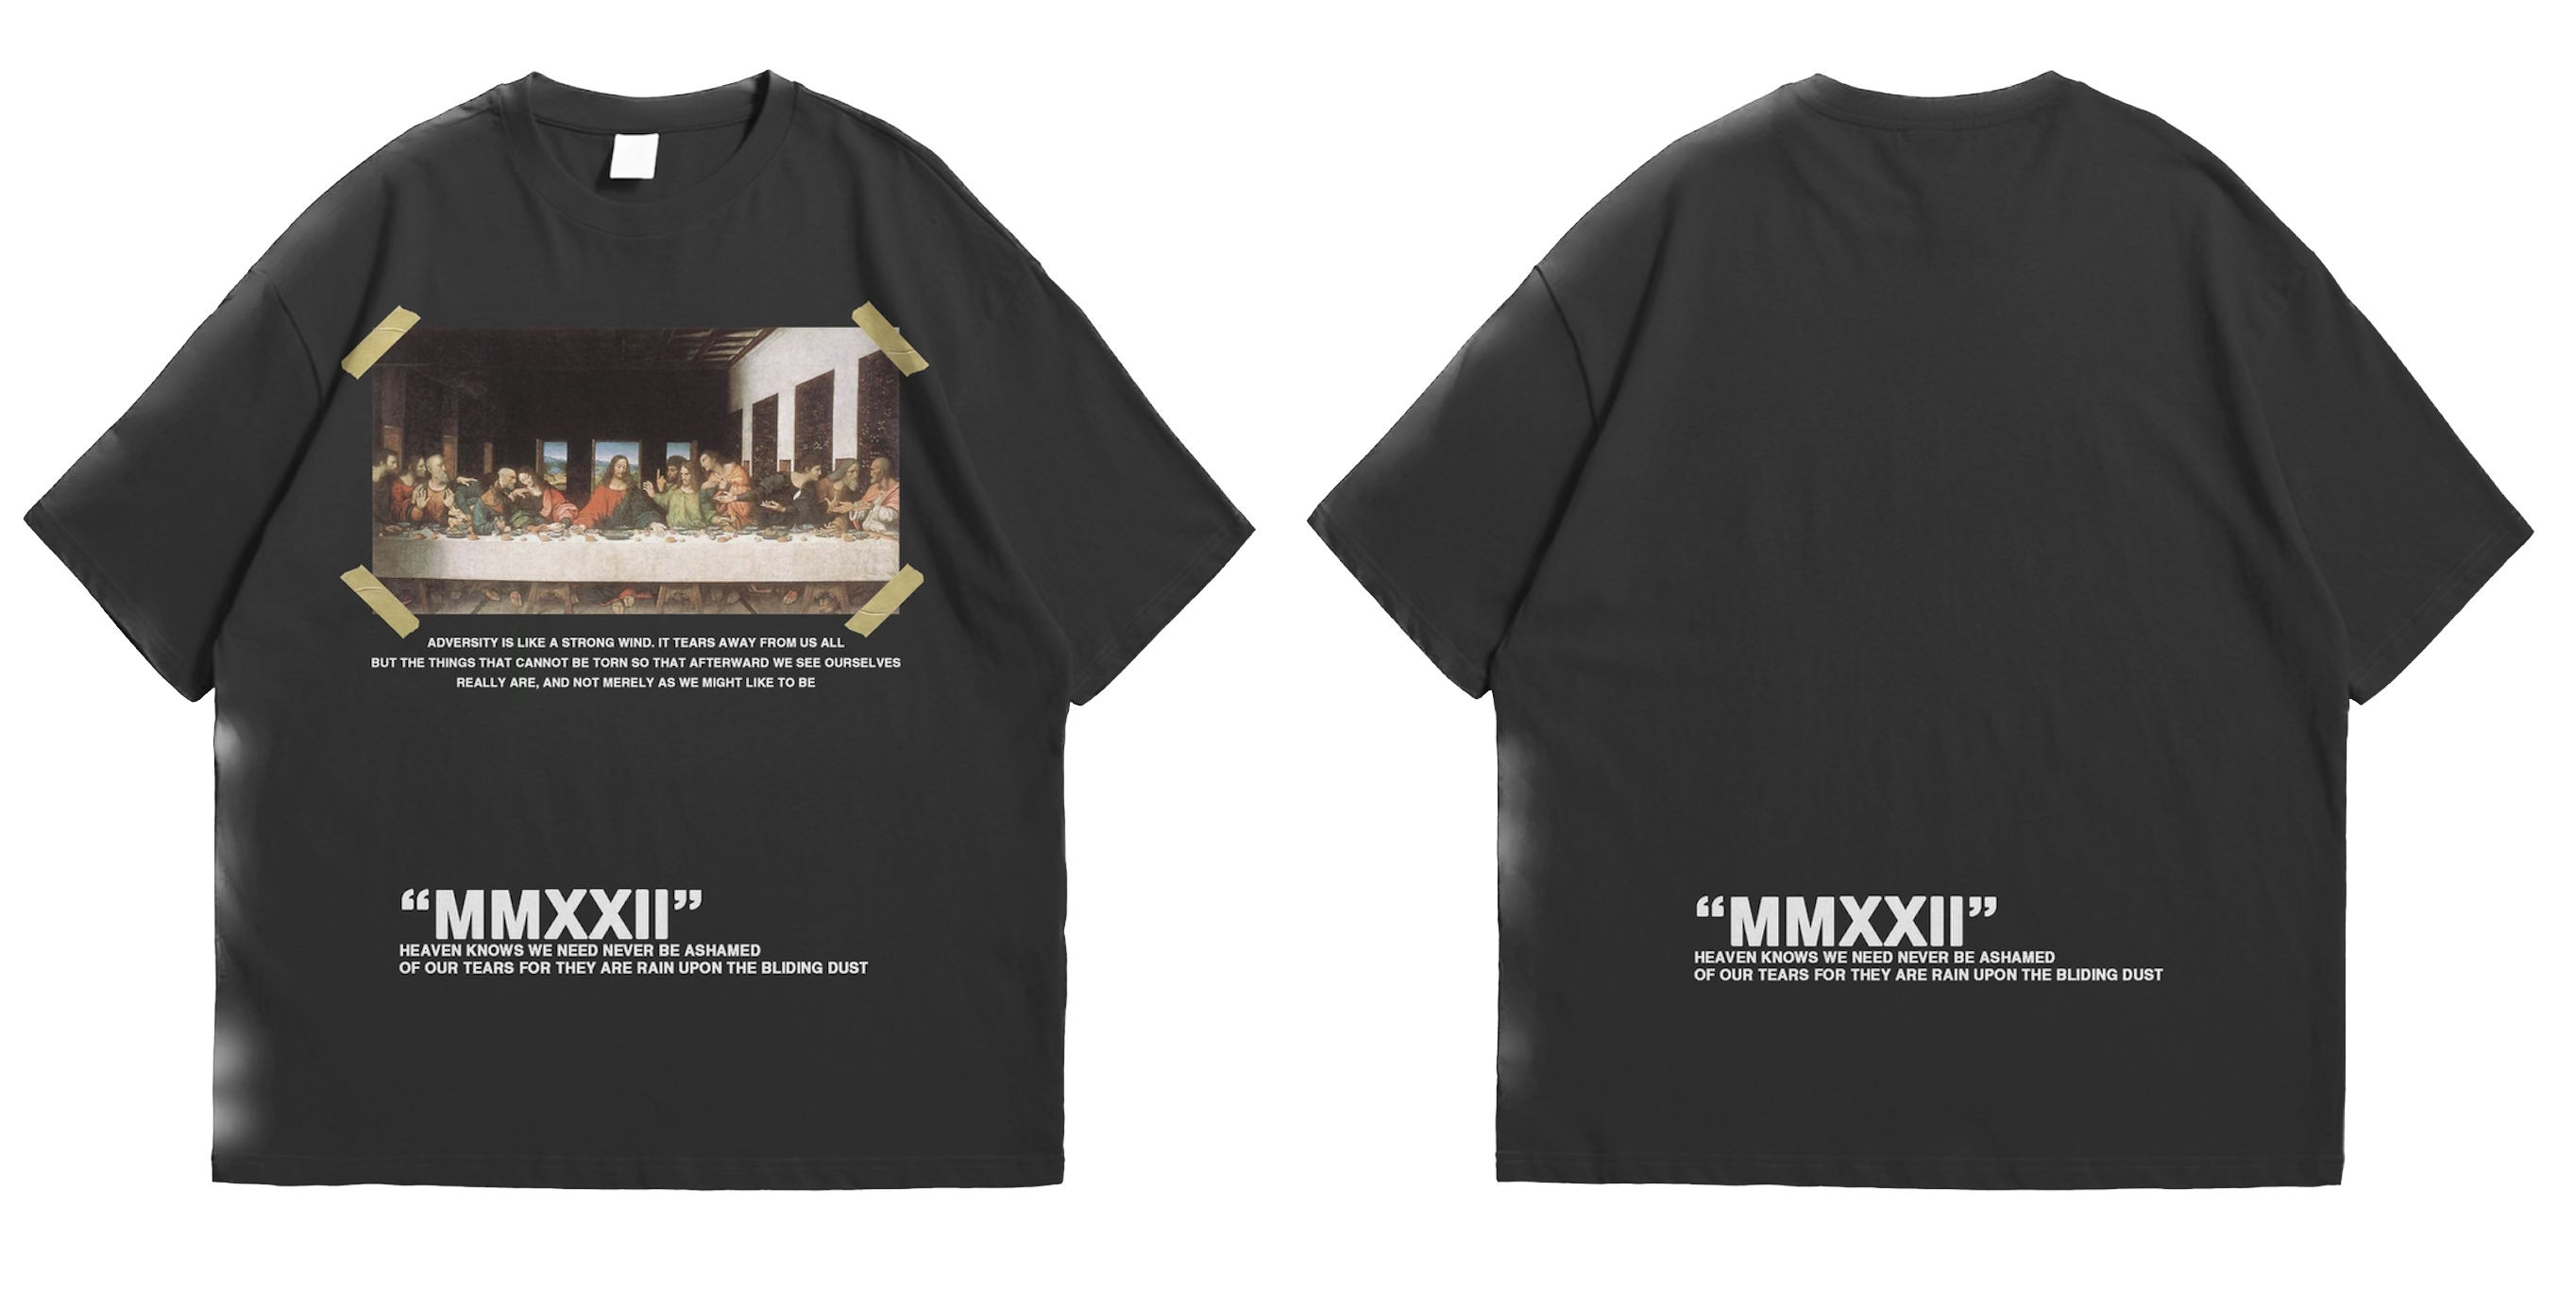 ADVERSITY IS LIKE A STRONG WIND. IT TEARS AWAY FROM US ALL
BUT THE THINGS THAT CANNOT BE TORN SO THAT AFTERWARD WE SEE OURSELVES
REALLY ARE, AND NOT MERELY AS WE MIGHT LIKE TO BE
“MMXXII”
HEAVEN KNOWS WE NEED NEVER BE ASHAMED
OF OUR TEARS FOR THEY ARE RAIN UPON THE BLIDING DUST
“MMXXII”
HEAVEN KNOWS WE NEED NEVER BE ASHAMED
OF OUR TEARS FOR THEY ARE RAIN UPON THE BLIDING DUST